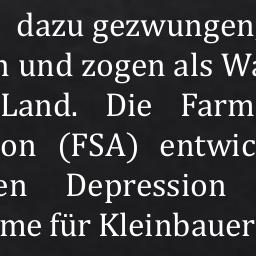 dazu gezwungen,
n und zogen als Wa
Land. Die Farm
on (FSA) entwic
en Depression
me für Kleinbauer